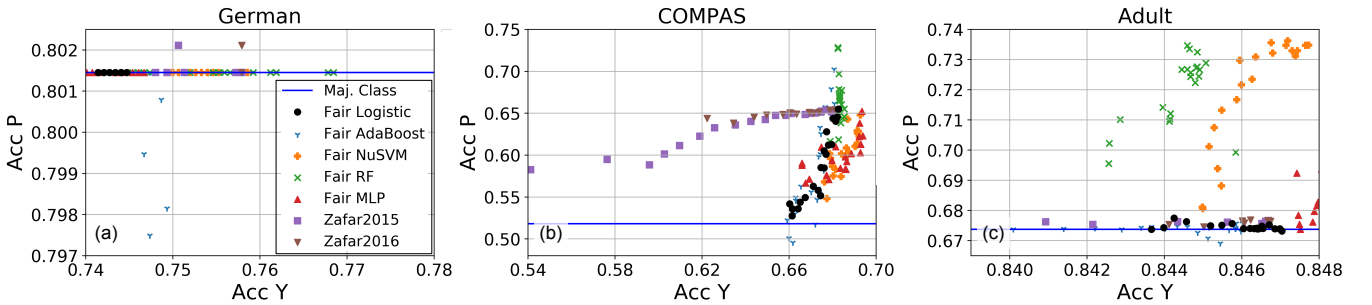 German
COMPAS
Adult
Acc P
0.802
0.801
0.800
0.799
0.798
0.797
(a)
Maj. Class
Fair Logistic
Fair AdaBoost
Fair NuSVM
Fair RF
Fair MLP
Zafar2015
Zafar2016
0.74
0.75
0.76
0.77
0.78
Acc Y
Acc P
0.75
0.70
0.65
0.60
0.55
0.50
(b)
0.54
0.58
0.62
0.66
0.70
Acc Y
Acc P
0.74
0.73
0.72
0.71
0.70
0.69
0.68
0.67
(c)
0.840
0.842
0.844
0.846
0.848
Acc Y